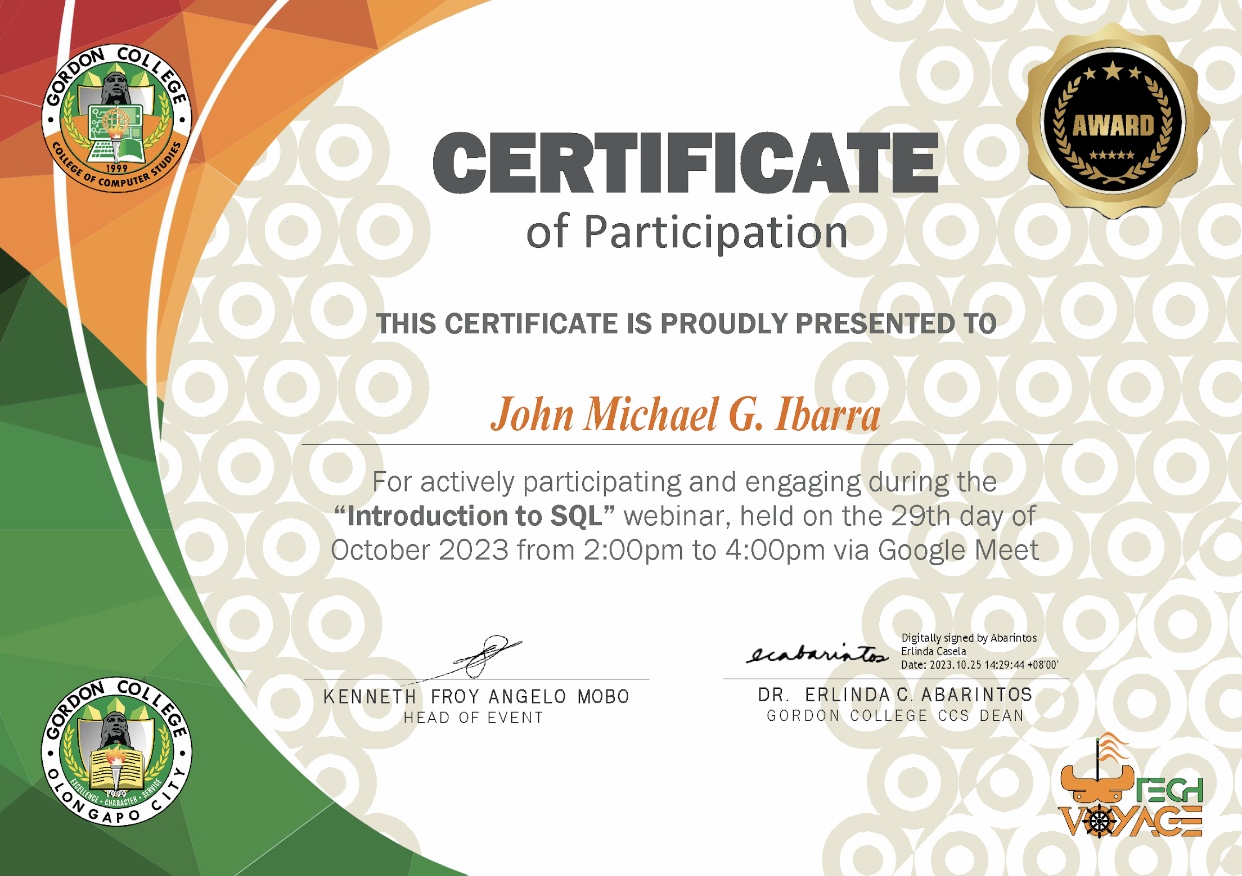 GORDON COLLEGE
1999
COLLEGE OF COMPUTER STUDIES
AWARD
CERTIFICATE
of Participation
THIS CERTIFICATE IS PROUDLY PRESENTED TO
John Michael G. Ibarra
For actively participating and engaging during the
“Introduction to SQL” webinar, held on the 29th day of
October 2023 from 2:00pm to 4:00pm via Google Meet
ecabarintos
Digitally signed by Abarintos
Erlinda Casela
Date: 2023.10.25 14:29:44 +08'00'
KENNETH FROY ANGELO MOBO
HEAD OF EVENT
DR. ERLINDA C. ABARINTOS
GORDON COLLEGE CCS DEAN
GORDON COLLEGE
1999
EXCELLENCE • CHARACTER • SERVICE
OLONGAPO CITY
TECH
VOYAGE